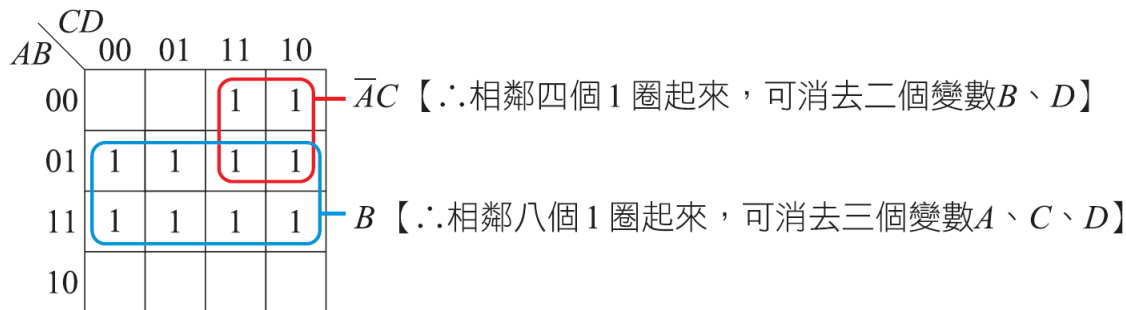 CD
AB 00 01 11 10
00 1 1 A̅C【∴相鄰四個1圈起來，可消去二個變數B、D】
01 1 1 1 1
11 1 1 1 1 B【∴相鄰八個1圈起來，可消去三個變數A、C、D】
10